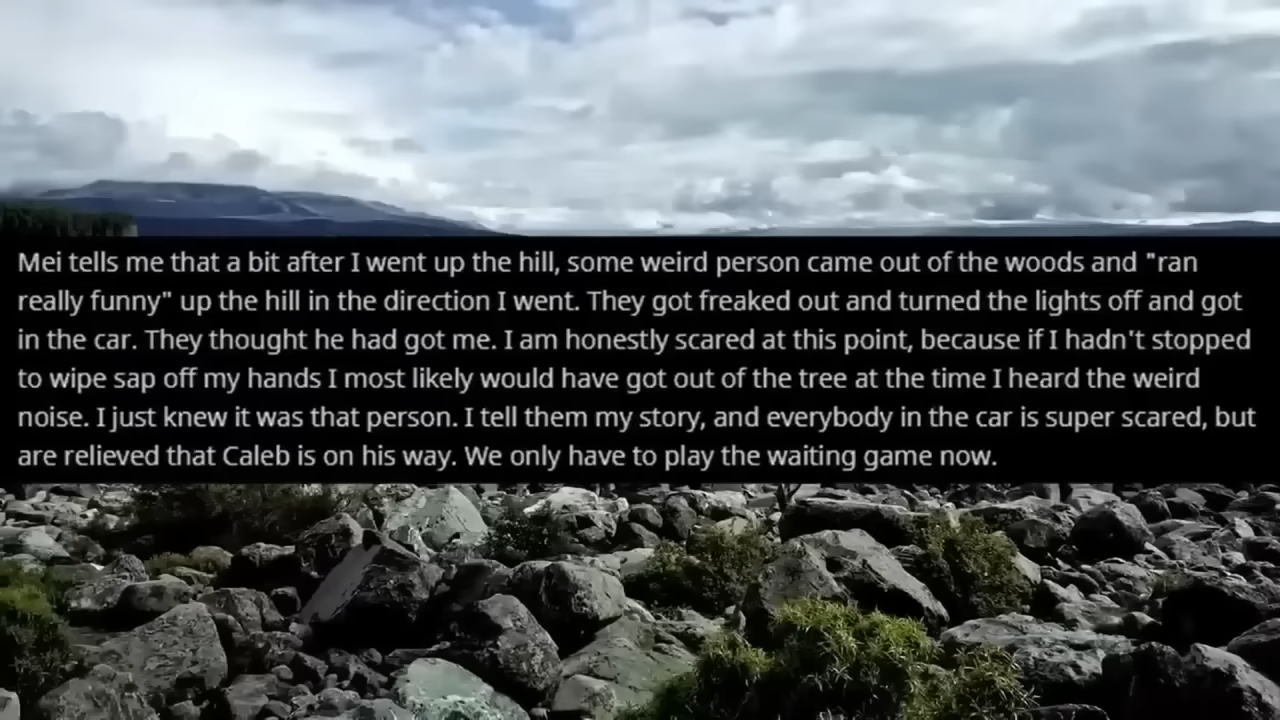 Mei tells me that a bit after I went up the hill, some weird person came out of the woods and "ran
really funny" up the hill in the direction I went. They got freaked out and turned the lights off and got
in the car. They thought he had got me. I am honestly scared at this point, because if I hadn't stopped
to wipe sap off my hands I most likely would have got out of the tree at the time I heard the weird
noise. I just knew it was that person. I tell them my story, and everybody in the car is super scared, but
are relieved that Caleb is on his way. We only have to play the waiting game now.